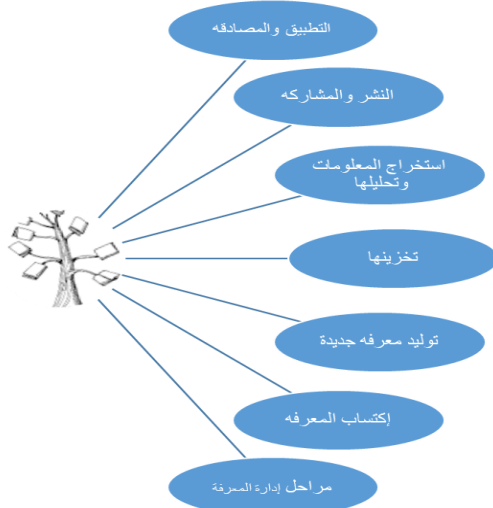 التطبيق والمصادقه
النشر والمشاركه
استخراج المعلومات
وتحليلها
تخزينها
توليد معرفه جديدة
إكتساب المعرفه
مراحل إدارة المعرفة